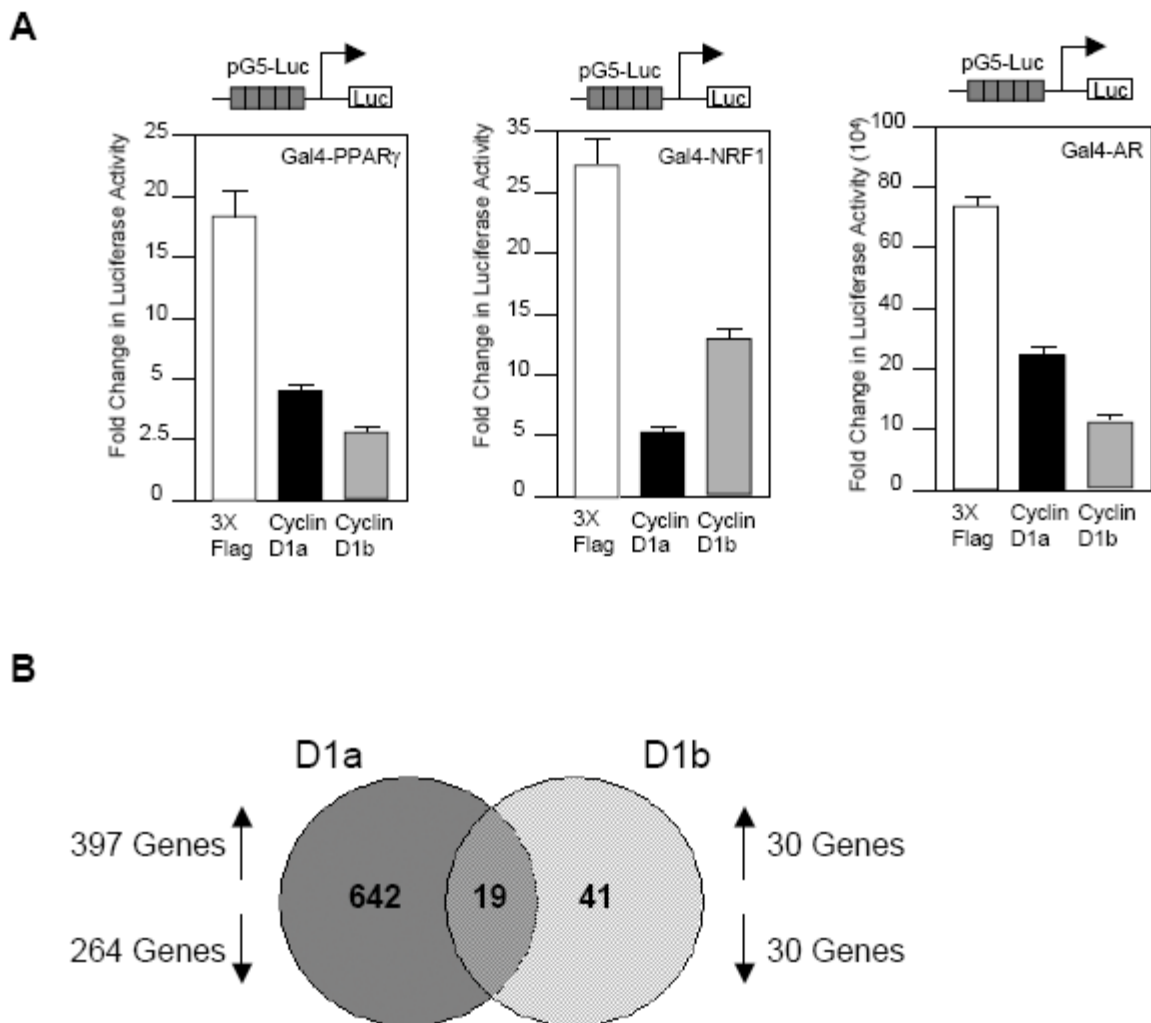 A
pG5-Luc
Luc
Fold Change in Luciferase Activity
25
20
15
10
5
2.5
0
Gal4-PPARγ
3X
Flag
Cyclin
D1a
Cyclin
D1b
pG5-Luc
Luc
Fold Change in Luciferase Activity
35
25
30
15
10
5
0
Gal4-NRF1
3X
Flag
Cyclin
D1a
Cyclin
D1b
pG5-Luc
Luc
Fold Change in Luciferase Activity (10⁴)
100
80
60
40
20
10
0
Gal4-AR
3X
Flag
Cyclin
D1a
Cyclin
D1b
B
D1a
D1b
397 Genes
264 Genes
642
19
41
30 Genes
30 Genes